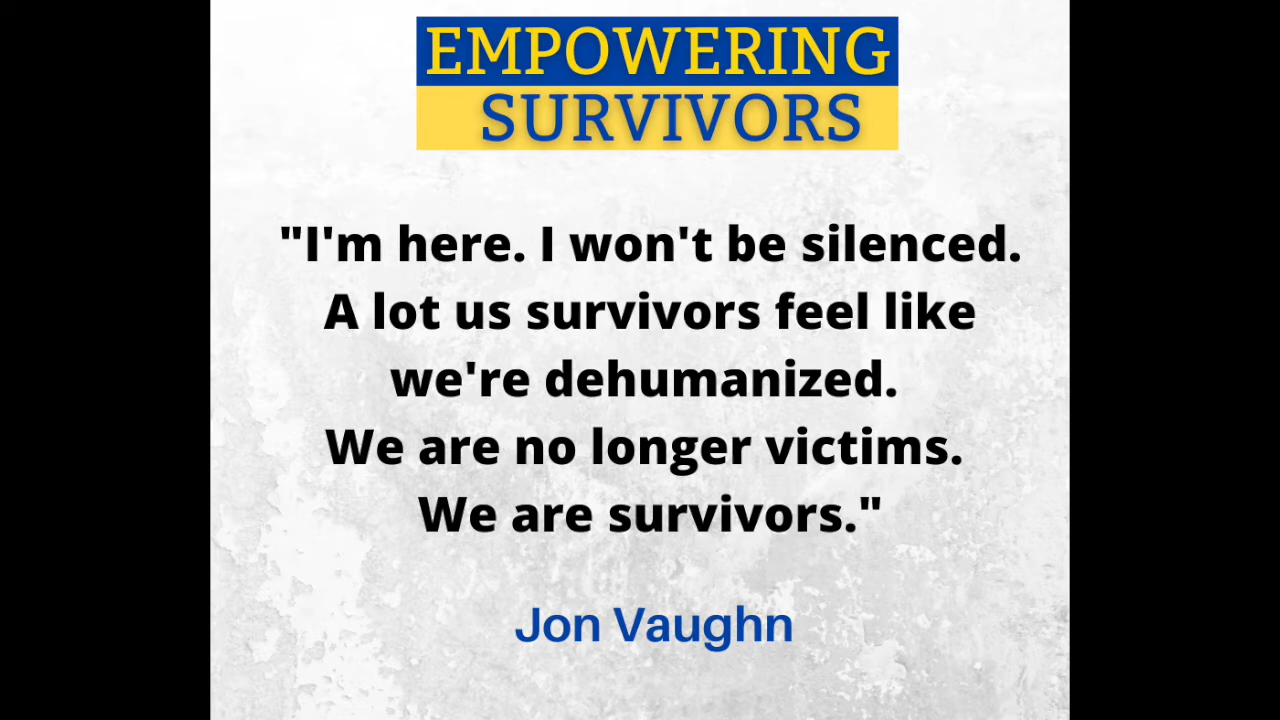 EMPOWERING
SURVIVORS
"I'm here. I won't be silenced.
A lot us survivors feel like
we're dehumanized.
We are no longer victims.
We are survivors."
Jon Vaughn